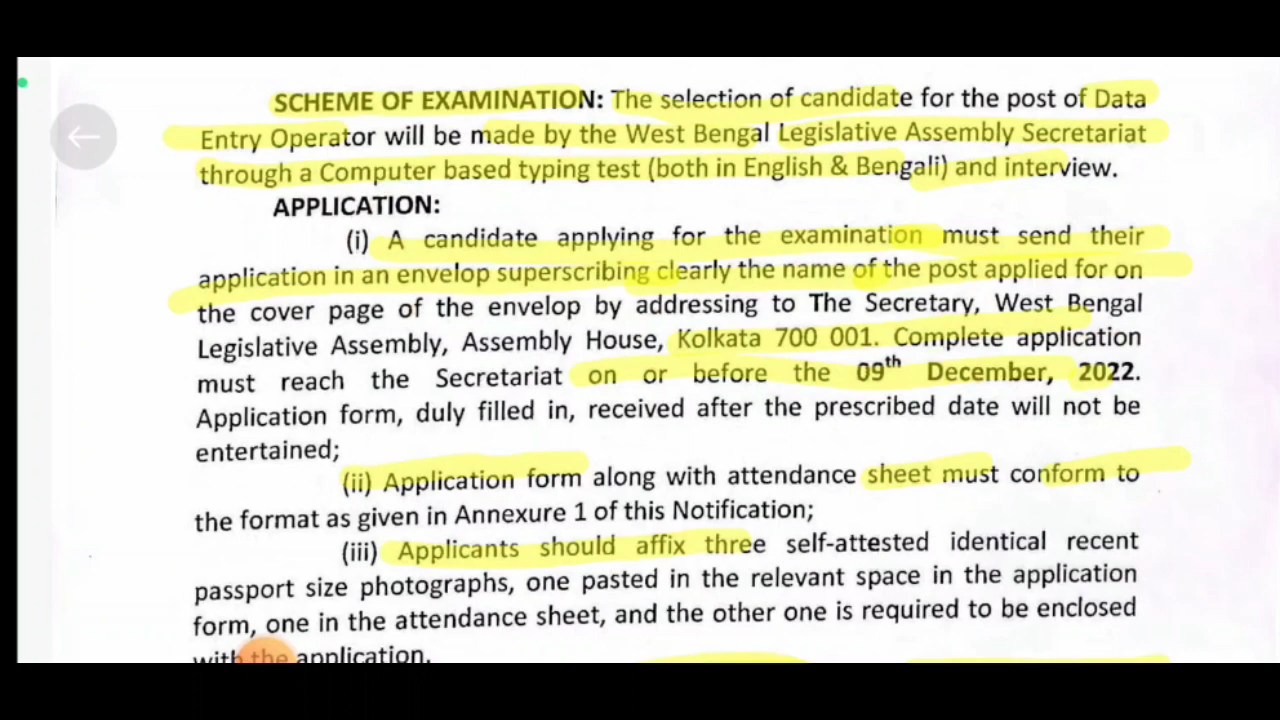 SCHEME OF EXAMINATION: The selection of candidate for the post of Data
Entry Operator will be made by the West Bengal Legislative Assembly Secretariat
through a Computer based typing test (both in English & Bengali) and interview.
APPLICATION:
(i) A candidate applying for the examination must send their
application in an envelop superscribing clearly the name of the post applied for on
the cover page of the envelop by addressing to The Secretary, West Bengal
Legislative Assembly, Assembly House, Kolkata 700 001. Complete application
must reach the Secretariat on or before the 09th December, 2022.
Application form, duly filled in, received after the prescribed date will not be
entertained;
(ii) Application form along with attendance sheet must conform to
the format as given in Annexure 1 of this Notification;
(iii) Applicants should affix three self-attested identical recent
passport size photographs, one pasted in the relevant space in the application
form, one in the attendance sheet, and the other one is required to be enclosed
with the application.